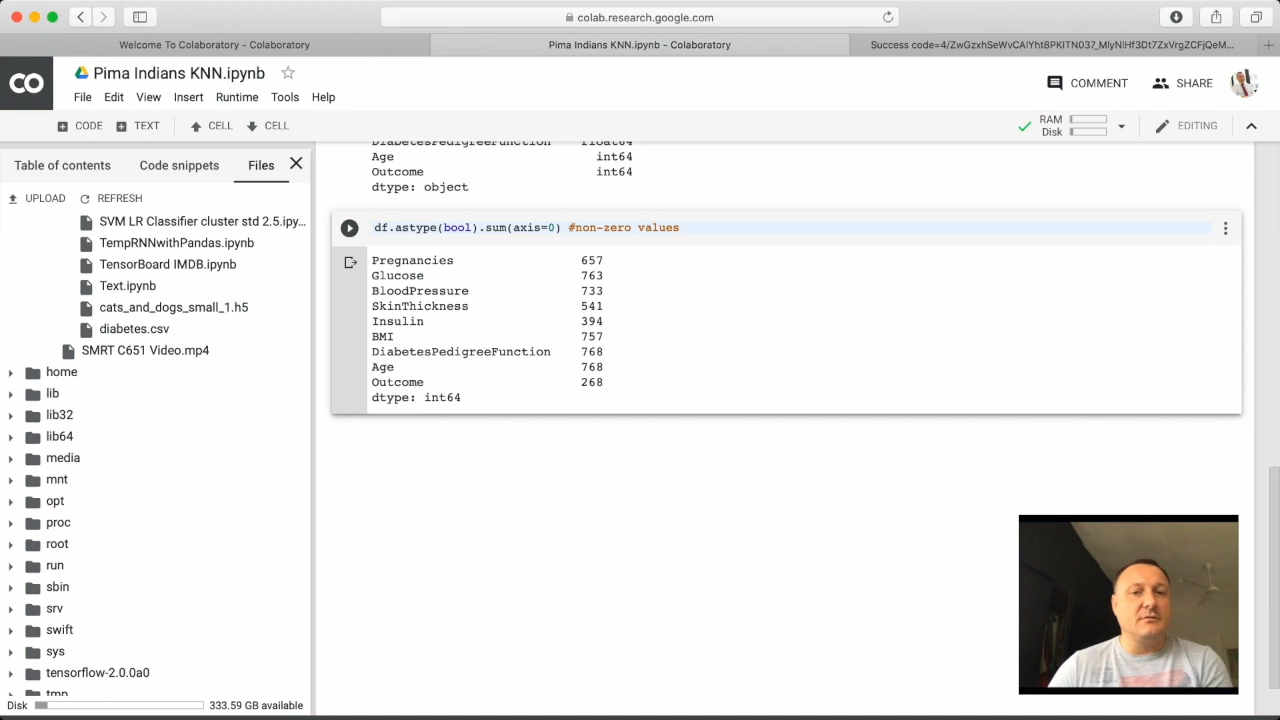 colab.research.google.com
Welcome To Colaboratory - Colaboratory
Pima Indians KNN.ipynb - Colaboratory
CO
Pima Indians KNN.ipynb
File Edit View Insert Runtime Tools Help
COMMENT
SHARE
CODE TEXT CELL CELL
RAM
Disk
EDITING
Table of contents Code snippets Files
UPLOAD REFRESH
SVM LR Classifier cluster std 2.5.ipy...
TempRNNwithPandas.ipynb
TensorBoard IMDB.ipynb
Text.ipynb
cats_and_dogs_small_1.h5
diabetes.csv
SMRT C651 Video.mp4
home
lib
lib32
lib64
media
mnt
opt
proc
root
run
sbin
srv
swift
sys
tensorflow-2.0.0a0
tmp
Disk 333.59 GB available
DiabetesPedigreeFunction float64
Age int64
Outcome int64
dtype: object
df.astype(bool).sum(axis=0) #non-zero values
Pregnancies 657
Glucose 763
BloodPressure 733
SkinThickness 541
Insulin 394
BMI 757
DiabetesPedigreeFunction 768
Age 768
Outcome 268
dtype: int64